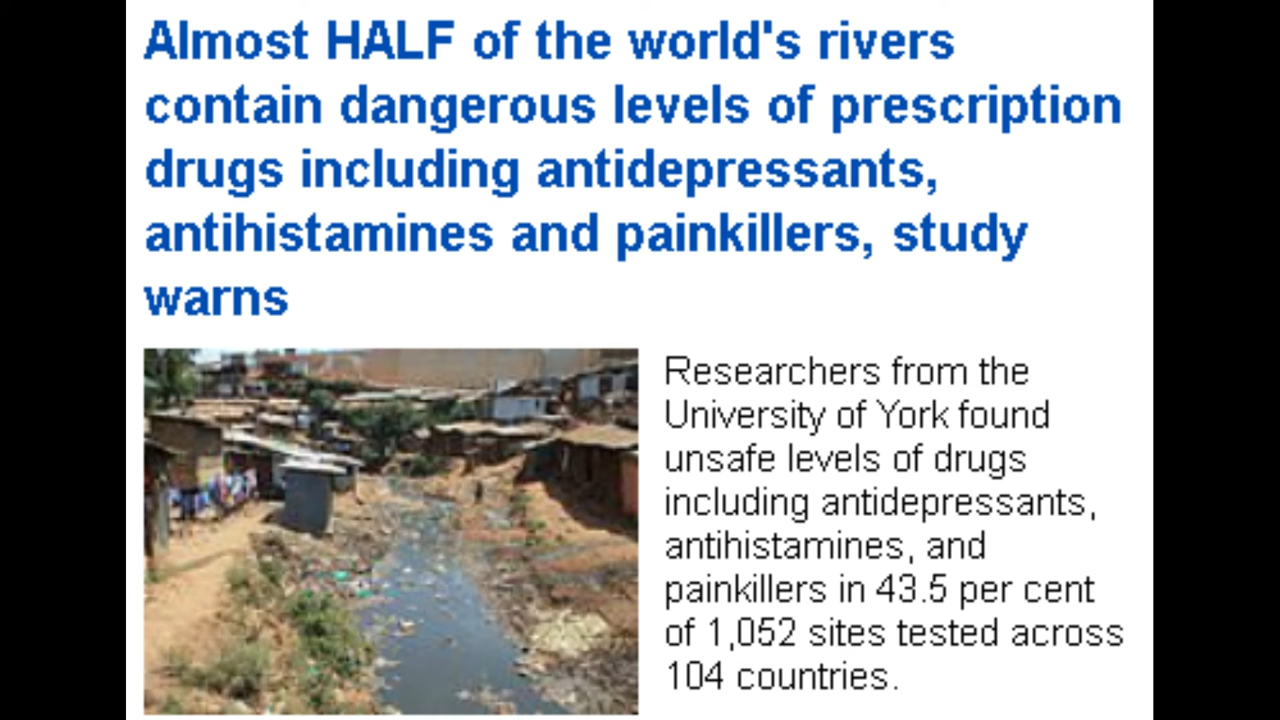 Almost HALF of the world's rivers
contain dangerous levels of prescription
drugs including antidepressants,
antihistamines and painkillers, study
warns
Researchers from the
University of York found
unsafe levels of drugs
including antidepressants,
antihistamines, and
painkillers in 43.5 per cent
of 1,052 sites tested across
104 countries.